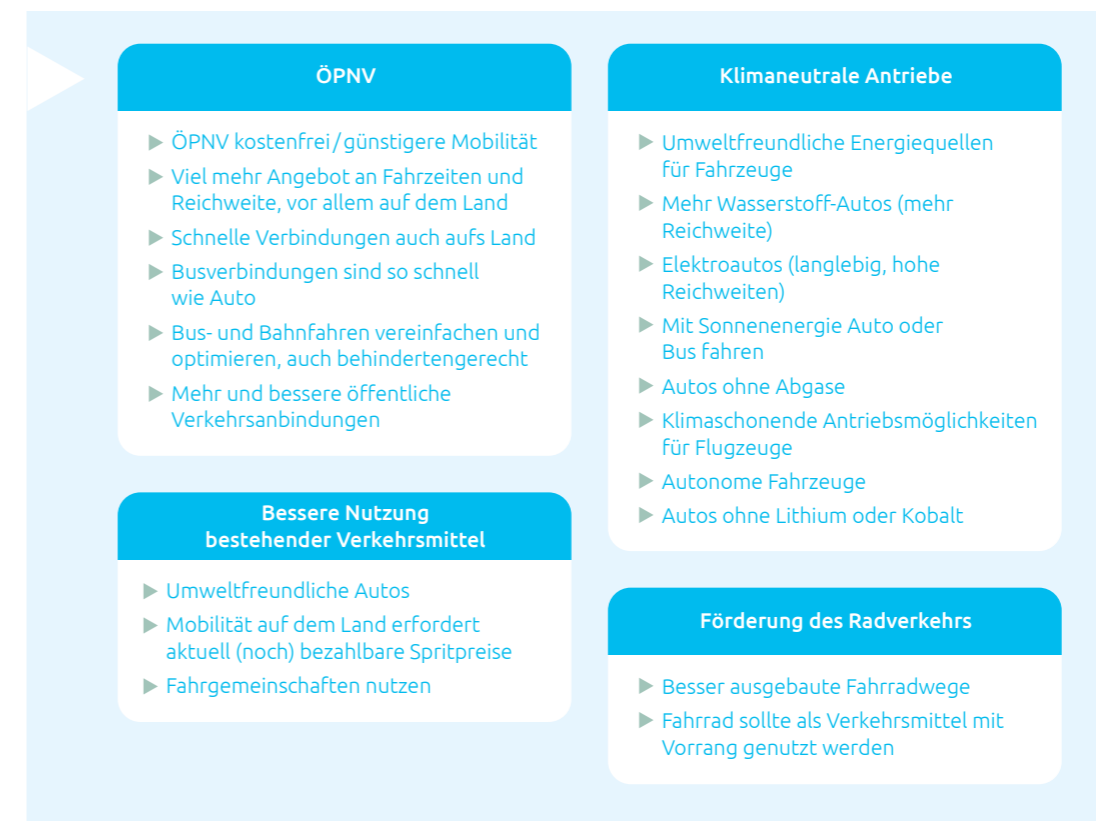 ÖPNV
▶ ÖPNV kostenfrei/günstigere Mobilität
▶ Viel mehr Angebot an Fahrzeiten und
Reichweite, vor allem auf dem Land
▶ Schnelle Verbindungen auch aufs Land
▶ Busverbindungen sind so schnell
wie Auto
▶ Bus- und Bahnfahren vereinfachen und
optimieren, auch behindertengerecht
▶ Mehr und bessere öffentliche
Verkehrsanbindungen
Bessere Nutzung
bestehender Verkehrsmittel
▶ Umweltfreundliche Autos
▶ Mobilität auf dem Land erfordert
aktuell (noch) bezahlbare Spritpreise
▶ Fahrgemeinschaften nutzen
Klimaneutrale Antriebe
▶ Umweltfreundliche Energiequellen
für Fahrzeuge
▶ Mehr Wasserstoff-Autos (mehr
Reichweite)
▶ Elektroautos (langlebig, hohe
Reichweiten)
▶ Mit Sonnenenergie Auto oder
Bus fahren
▶ Autos ohne Abgase
▶ Klimaschonende Antriebsmöglichkeiten
für Flugzeuge
▶ Autonome Fahrzeuge
▶ Autos ohne Lithium oder Kobalt
Förderung des Radverkehrs
▶ Besser ausgebaute Fahrradwege
▶ Fahrrad sollte als Verkehrsmittel mit
Vorrang genutzt werden